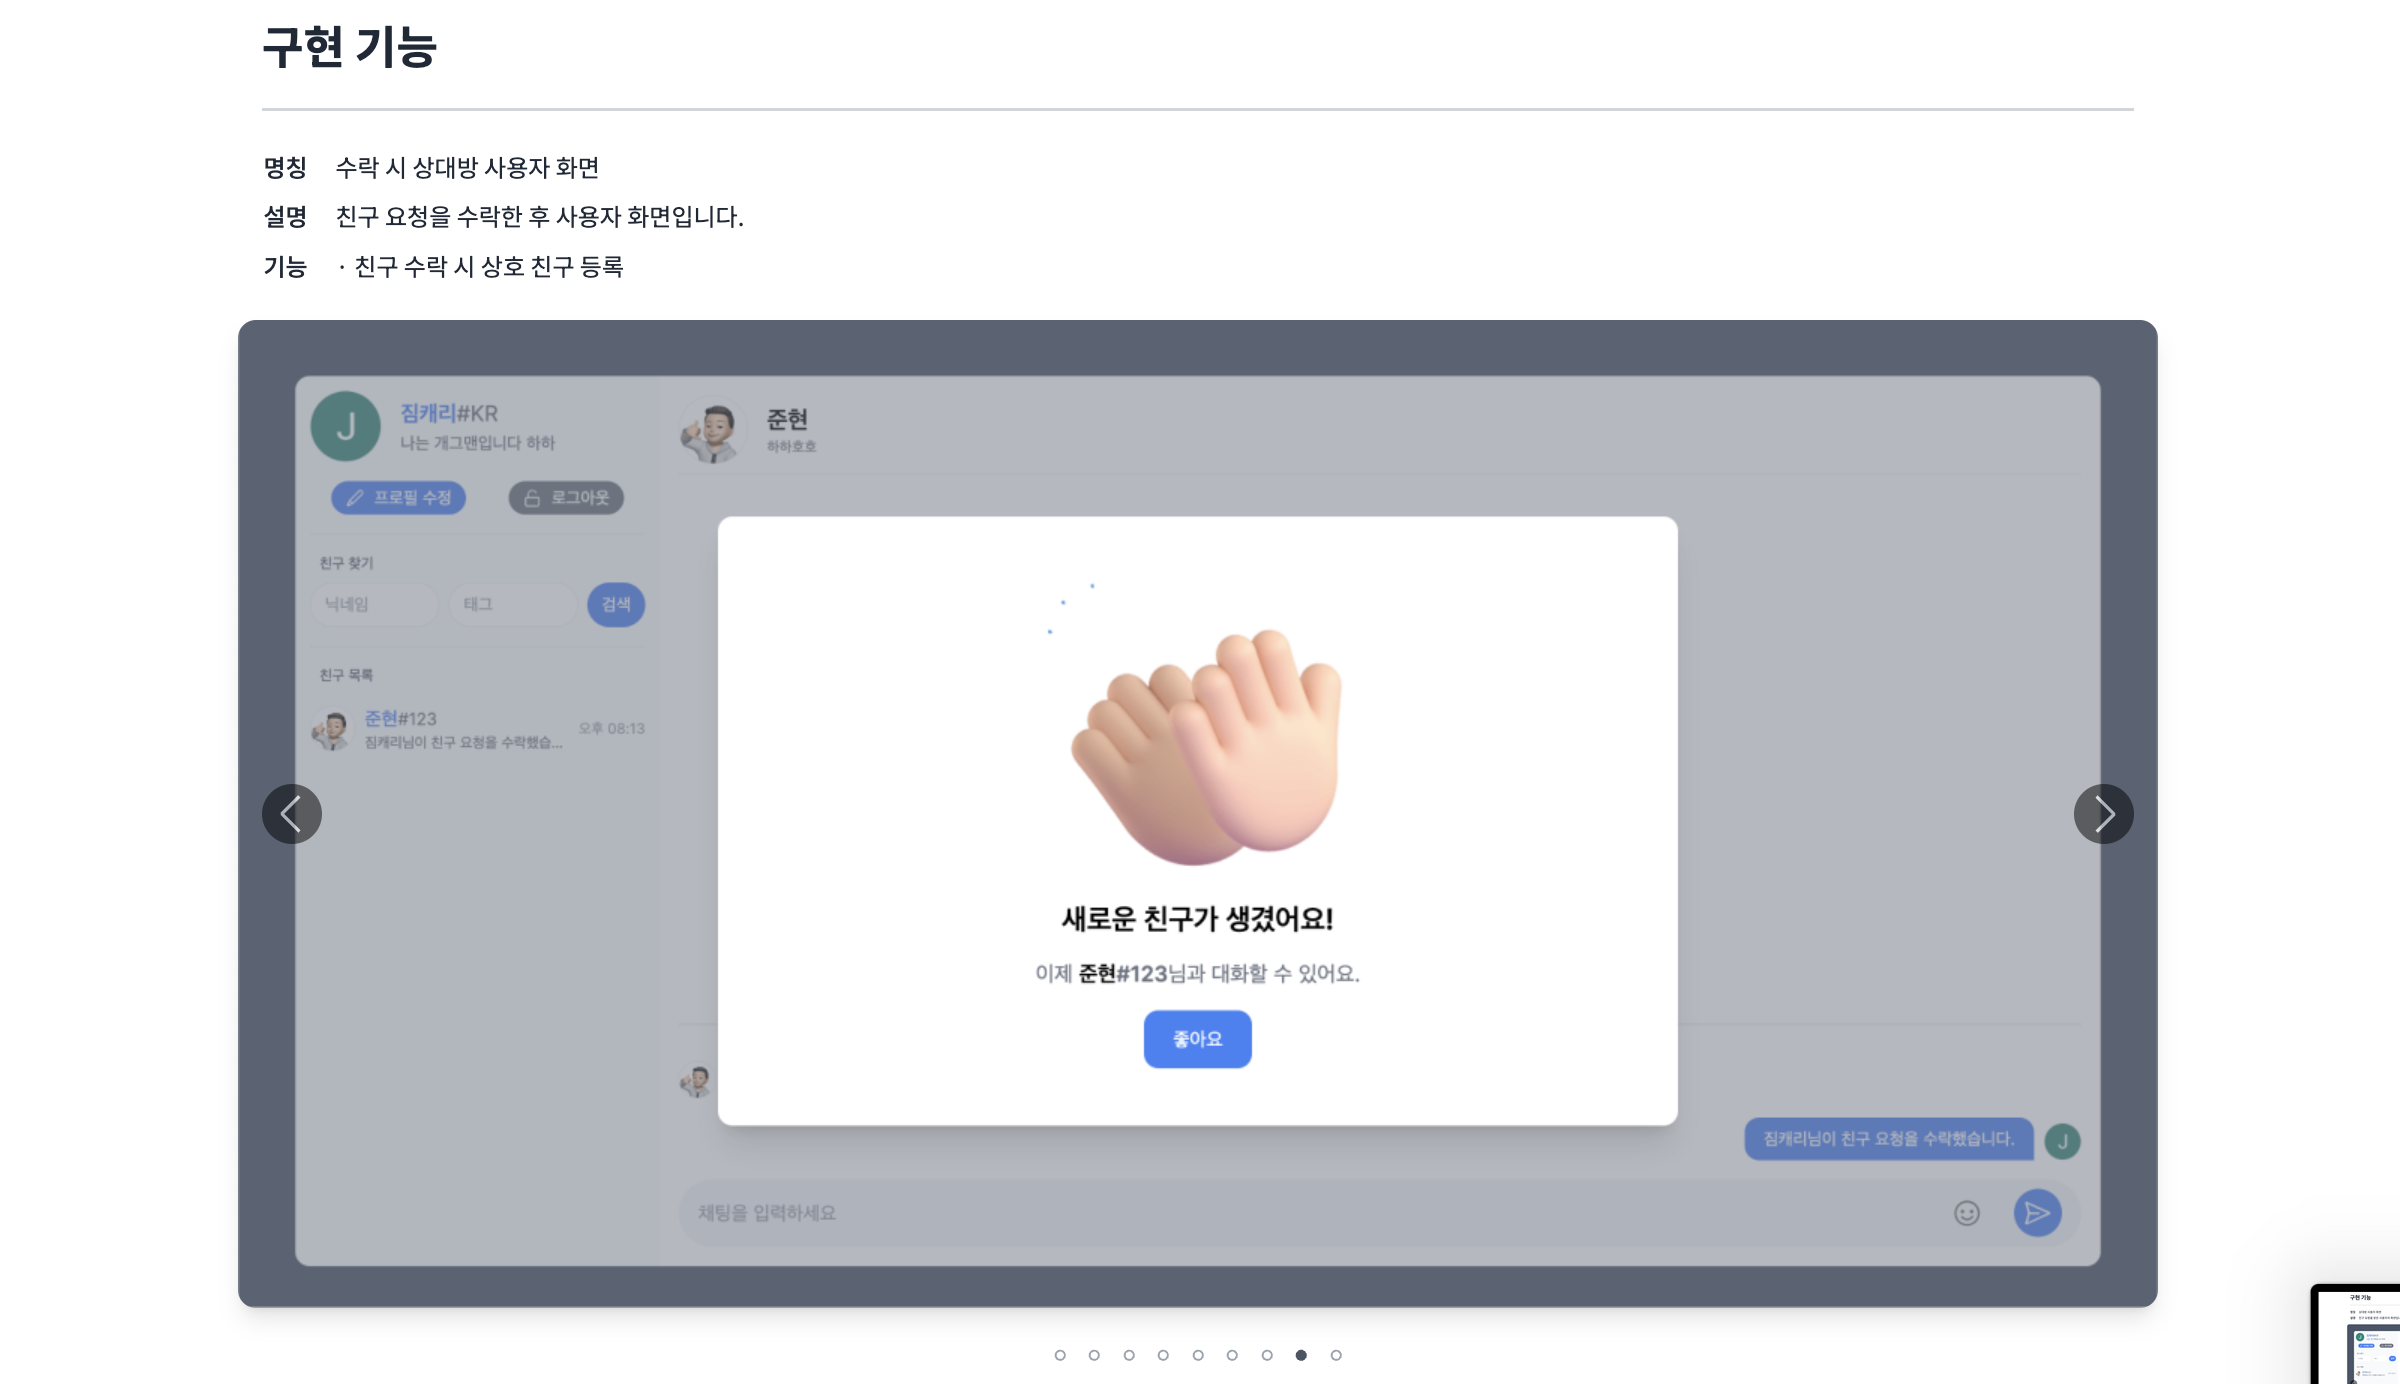 구현 기능
명칭 수락 시 상대방 사용자 화면
설명 친구 요청을 수락한 후 사용자 화면입니다.
기능 · 친구 수락 시 상호 친구 등록
J
짐캐리#KR
나는 개그맨입니다 하하
프로필 수정
로그아웃
친구 찾기
닉네임
태그
검색
친구 목록
준현#123
짐캐리님이 친구 요청을 수락했습...
오후 08:13
준현
하하호호
새로운 친구가 생겼어요!
이제 준현#123님과 대화할 수 있어요.
좋아요
짐캐리님이 친구 요청을 수락했습니다.
J
채팅을 입력하세요
구현 기능